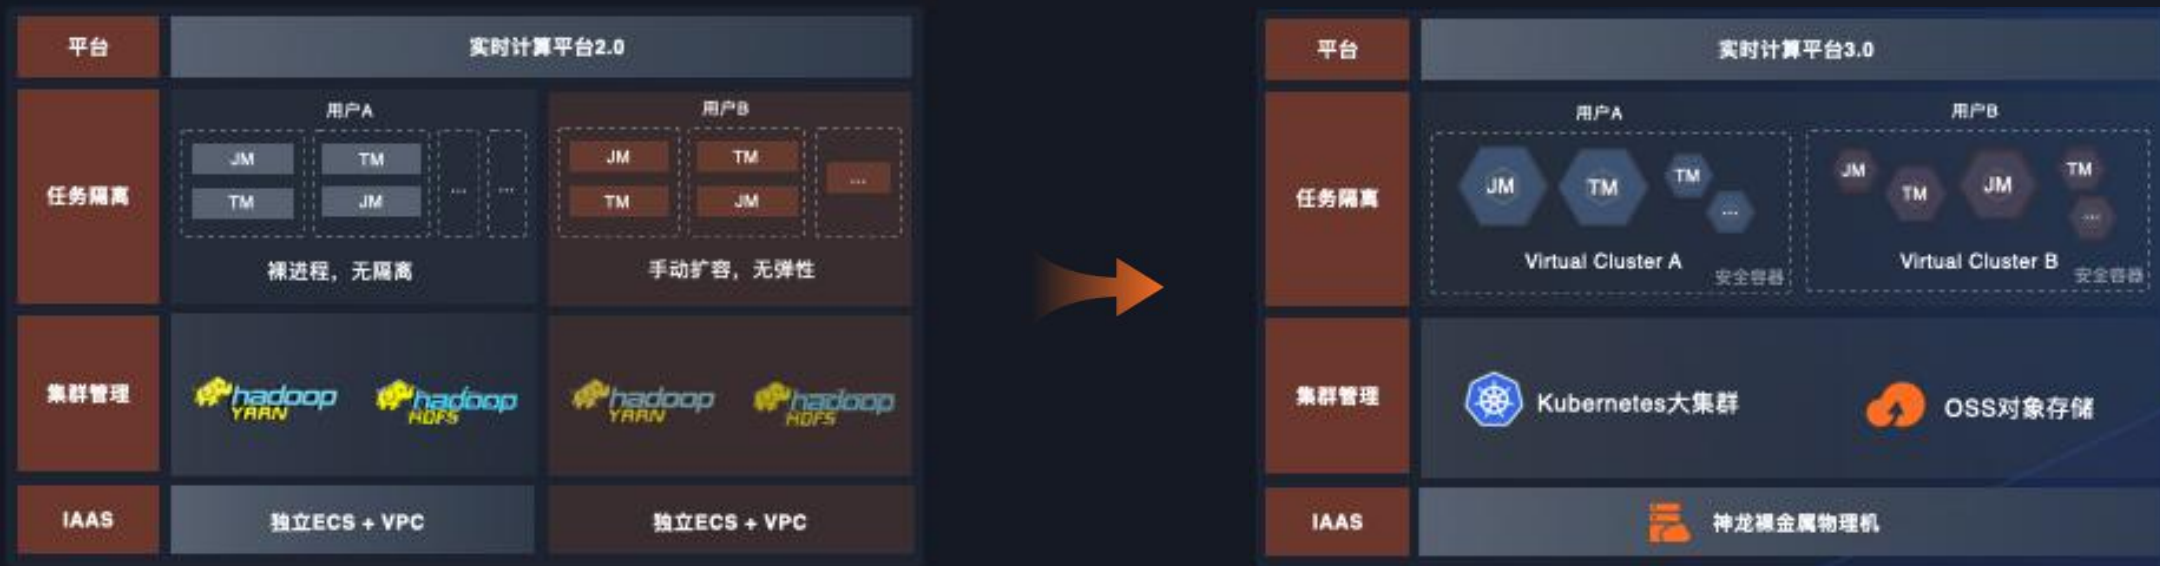 平台
实时计算平台2.0
任务隔离
用户A
JM
TM
TM
JM
...
...
裸进程，无隔离
用户B
JM
TM
TM
JM
...
手动扩容，无弹性
集群管理
hadoop
YARN
hadoop
HDFS
hadoop
YARN
hadoop
HDFS
IAAS
独立ECS + VPC
独立ECS + VPC
平台
实时计算平台3.0
任务隔离
用户A
JM
TM
TM
...
Virtual Cluster A
安全容器
用户B
JM
TM
JM
TM
...
Virtual Cluster B
安全容器
集群管理
Kubernetes大集群
OSS对象存储
IAAS
神龙裸金属物理机